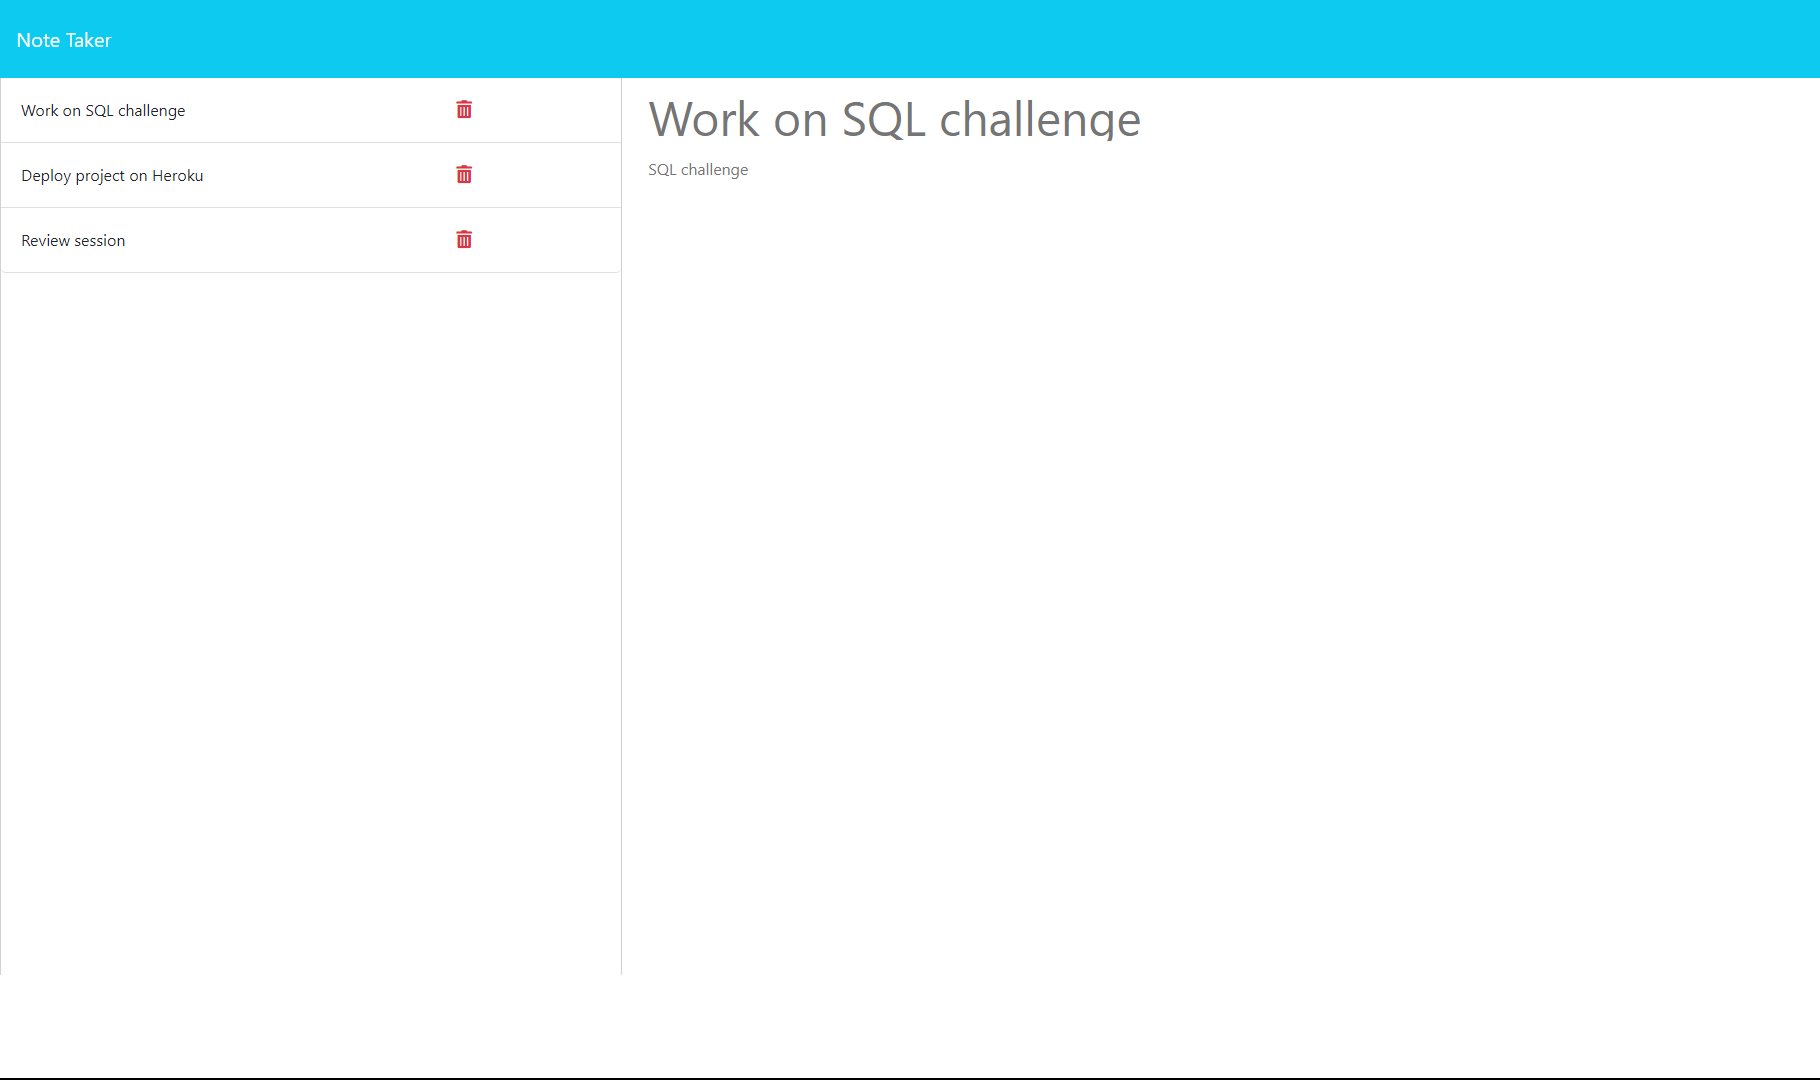 Note Taker
Work on SQL challenge
Deploy project on Heroku
Review session
Work on SQL challenge
SQL challenge